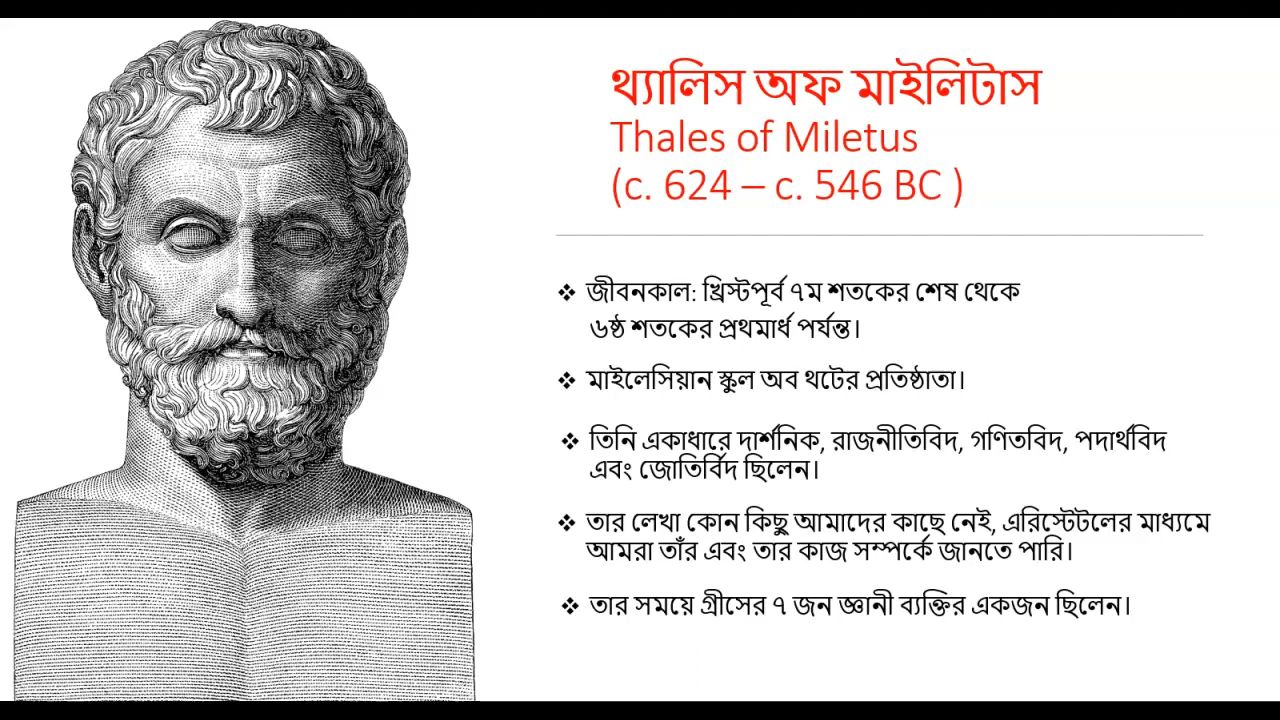 থ্যালিস অফ মাইলিটাস
Thales of Miletus
(c. 624 – c. 546 BC )
❖ জীবনকাল: খ্রিস্টপূর্ব ৭ম শতকের শেষ থেকে
৬ষ্ঠ শতকের প্রথমার্ধ পর্যন্ত।
❖ মাইলেসিয়ান স্কুল অব থটের প্রতিষ্ঠাতা।
❖ তিনি একাধারে দার্শনিক, রাজনীতিবিদ, গণিতবিদ, পদার্থবিদ
এবং জোতির্বিদ ছিলেন।
❖ তার লেখা কোন কিছু আমাদের কাছে নেই, এরিস্টেটলের মাধ্যমে
আমরা তাঁর এবং তার কাজ সম্পর্কে জানতে পারি।
❖ তার সময়ে গ্রীসের ৭ জন জ্ঞানী ব্যক্তির একজন ছিলেন।